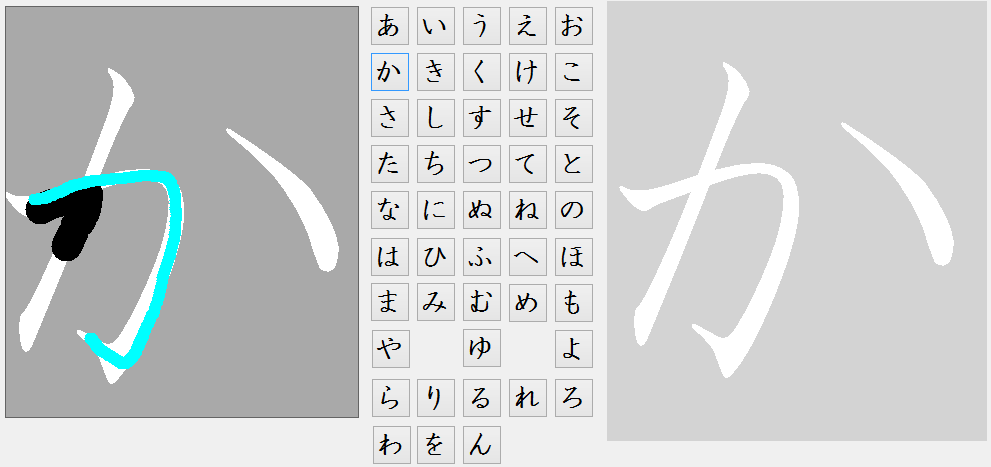 か
あ い う え お
か き く け こ
さ し す せ そ
た ち つ て と
な に ぬ ね の
は ひ ふ へ ほ
ま み む め も
や ゆ よ
ら り る れ ろ
わ を ん
か